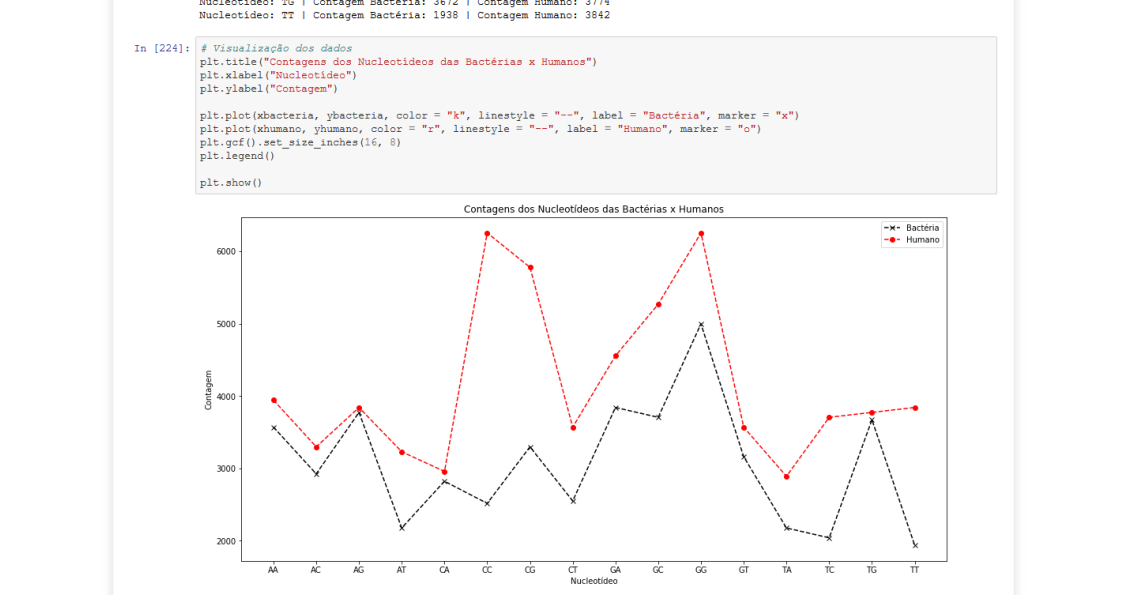 Nucleotídeo: TG | Contagem Bactéria: 3672 | Contagem Humano: 3774
Nucleotídeo: TT | Contagem Bactéria: 1938 | Contagem Humano: 3842
In [224]:
# Visualização dos dados
plt.title("Contagens dos Nucleotídeos das Bactérias x Humanos")
plt.xlabel("Nucleotídeo")
plt.ylabel("Contagem")
plt.plot(xbacteria, ybacteria, color = "k", linestyle = "--", label = "Bactéria", marker = "x")
plt.plot(xhumano, yhumano, color = "r", linestyle = "--", label = "Humano", marker = "o")
plt.gcf().set_size_inches(16, 8)
plt.legend()
plt.show()
Contagens dos Nucleotídeos das Bactérias x Humanos
Bactéria
Humano
6000
5000
4000
3000
2000
Contagem
AA AC AG AT CA CC CG CT GA GC GG GT TA TC TG TT
Nucleotídeo